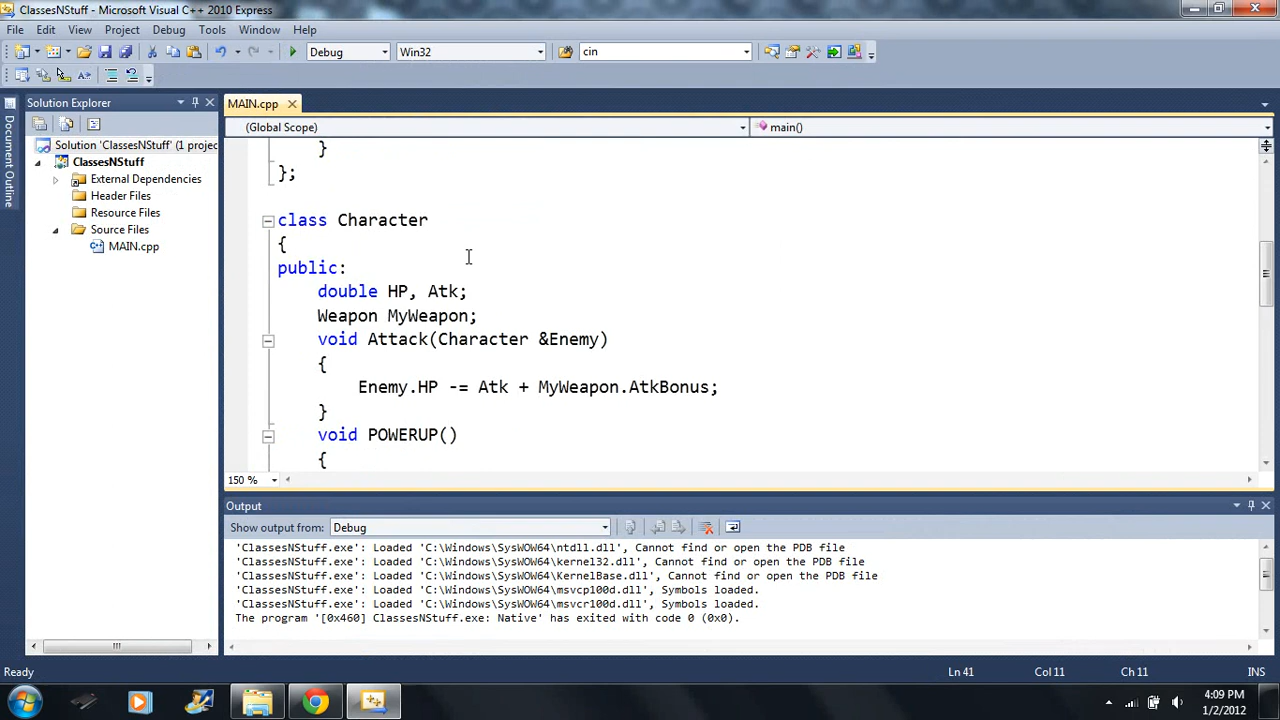 ClassesNStuff - Microsoft Visual C++ 2010 Express
File Edit View Project Debug Tools Window Help
Debug Win32 cin
Solution Explorer
MAIN.cpp
(Global Scope) main()
Document Outline
Solution 'ClassesNStuff' (1 projec
ClassesNStuff
External Dependencies
Header Files
Resource Files
Source Files
MAIN.cpp
}
};
class Character
{
public:
double HP, Atk;
Weapon MyWeapon;
void Attack(Character &Enemy)
{
Enemy.HP -= Atk + MyWeapon.AtkBonus;
}
void POWERUP()
{
150 %
Output
Show output from: Debug
'ClassesNStuff.exe': Loaded 'C:\Windows\SysWOW64\ntdll.dll', Cannot find or open the PDB file
'ClassesNStuff.exe': Loaded 'C:\Windows\SysWOW64\kernel32.dll', Cannot find or open the PDB file
'ClassesNStuff.exe': Loaded 'C:\Windows\SysWOW64\KernelBase.dll', Cannot find or open the PDB file
'ClassesNStuff.exe': Loaded 'C:\Windows\SysWOW64\msvcp100d.dll', Symbols loaded.
'ClassesNStuff.exe': Loaded 'C:\Windows\SysWOW64\msvcr100d.dll', Symbols loaded.
The program '[0x460] ClassesNStuff.exe: Native' has exited with code 0 (0x0).
Ready Ln 41 Col 11 Ch 11 INS
4:09 PM
1/2/2012